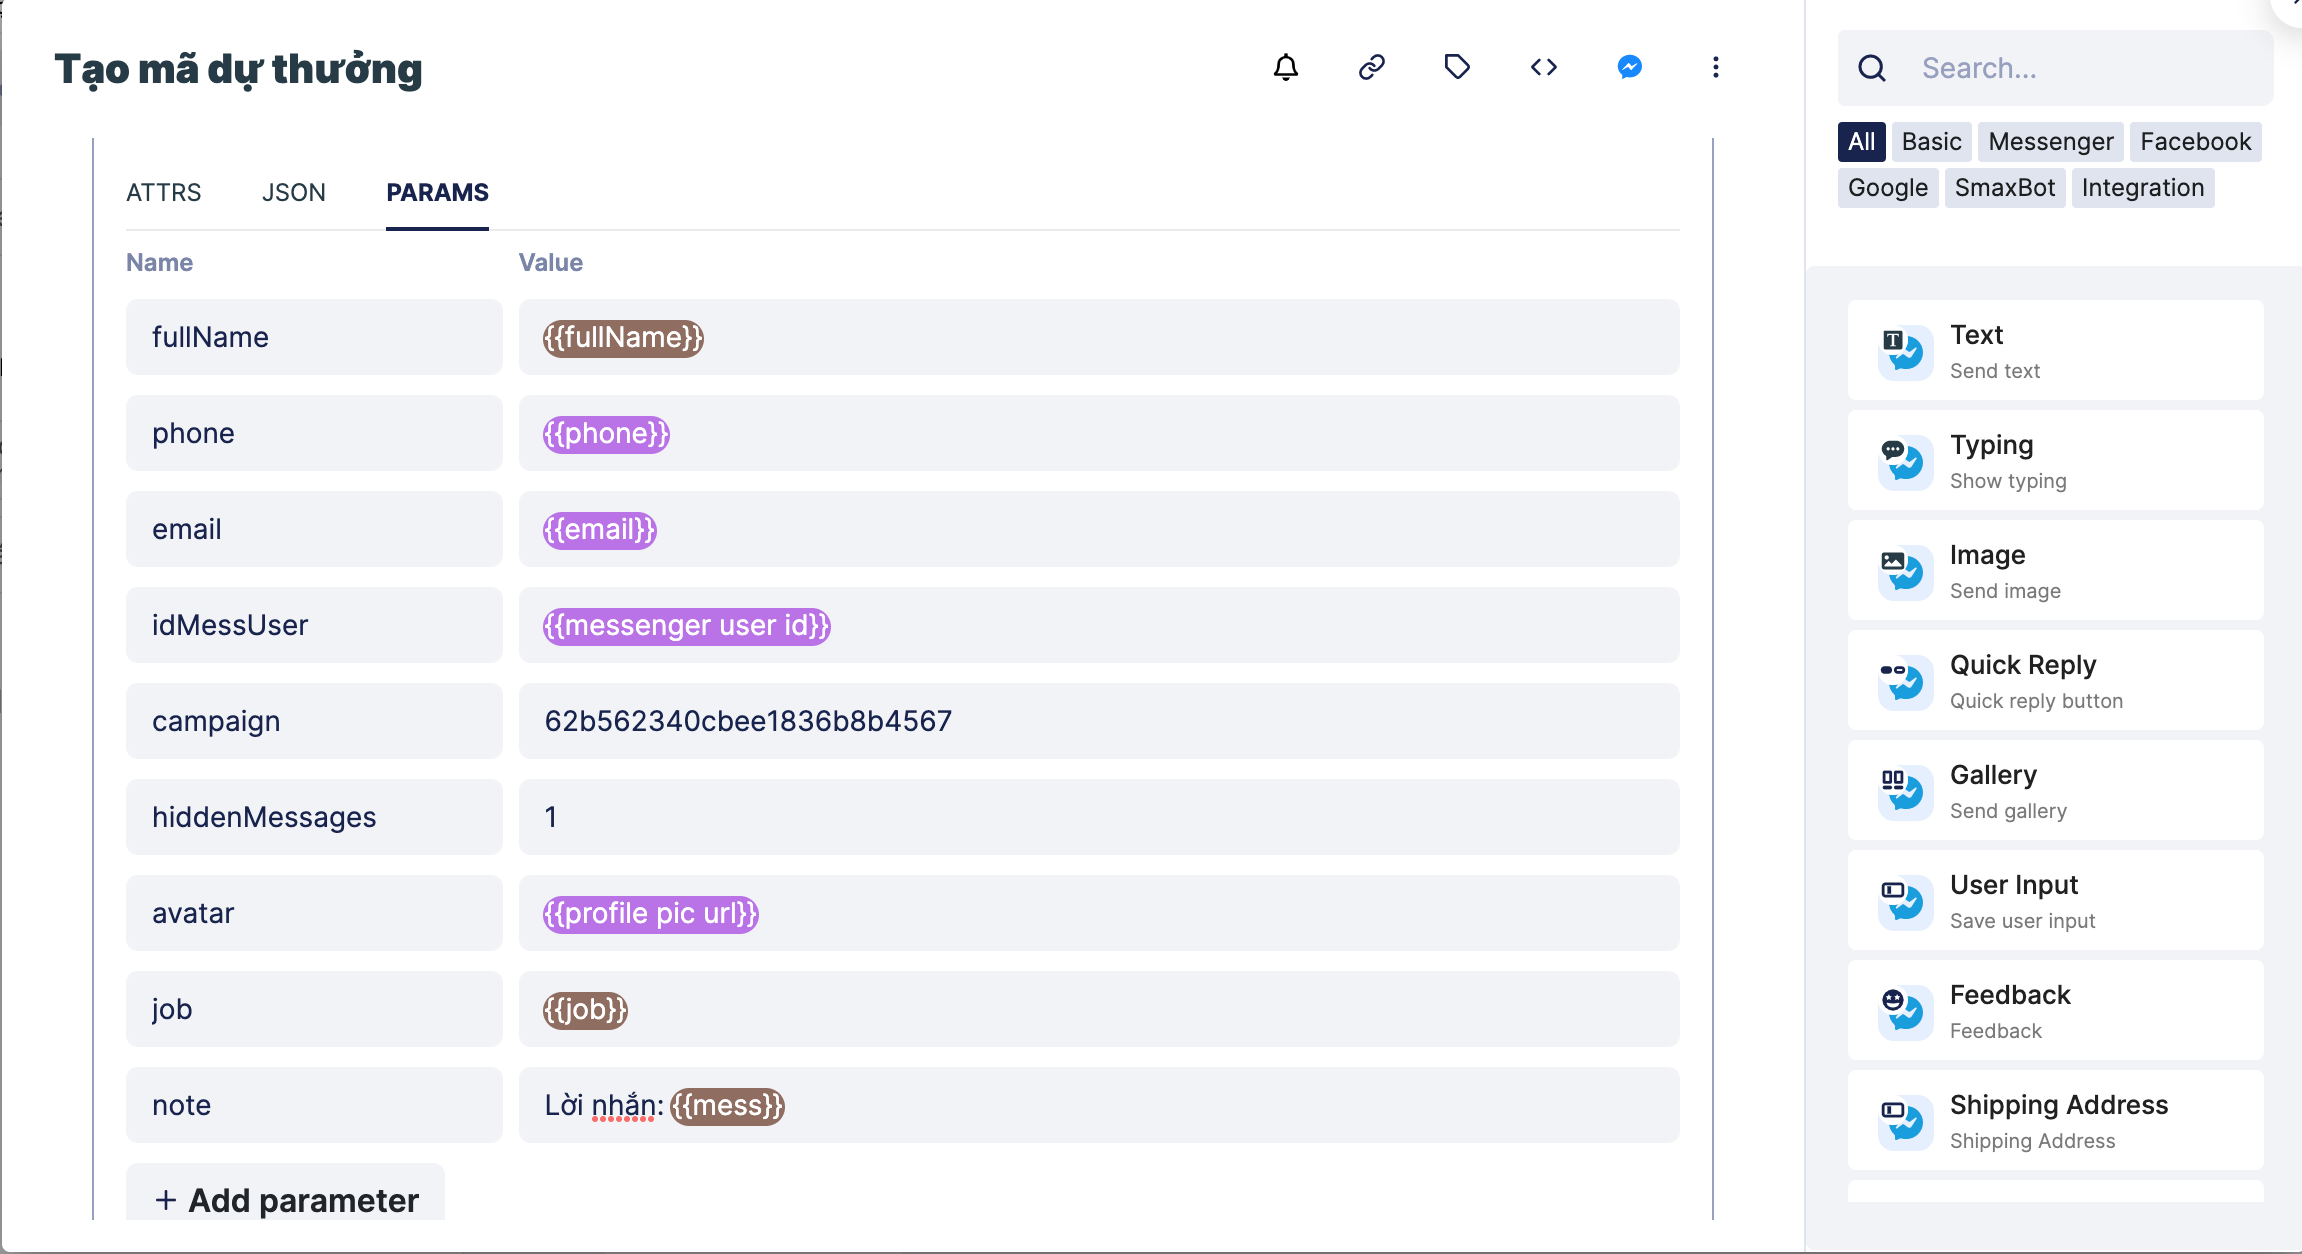 Tạo mã dự thưởng
ATTRS JSON PARAMS
Name Value
fullName {{fullName}}
phone {{phone}}
email {{email}}
idMessUser {{messenger user id}}
campaign 62b562340cbee1836b8b4567
hiddenMessages 1
avatar {{profile pic url}}
job {{job}}
note Lời nhắn: {{mess}}
+ Add parameter
Search...
All Basic Messenger Facebook
Google SmaxBot Integration
Text
Send text
Typing
Show typing
Image
Send image
Quick Reply
Quick reply button
Gallery
Send gallery
User Input
Save user input
Feedback
Feedback
Shipping Address
Shipping Address